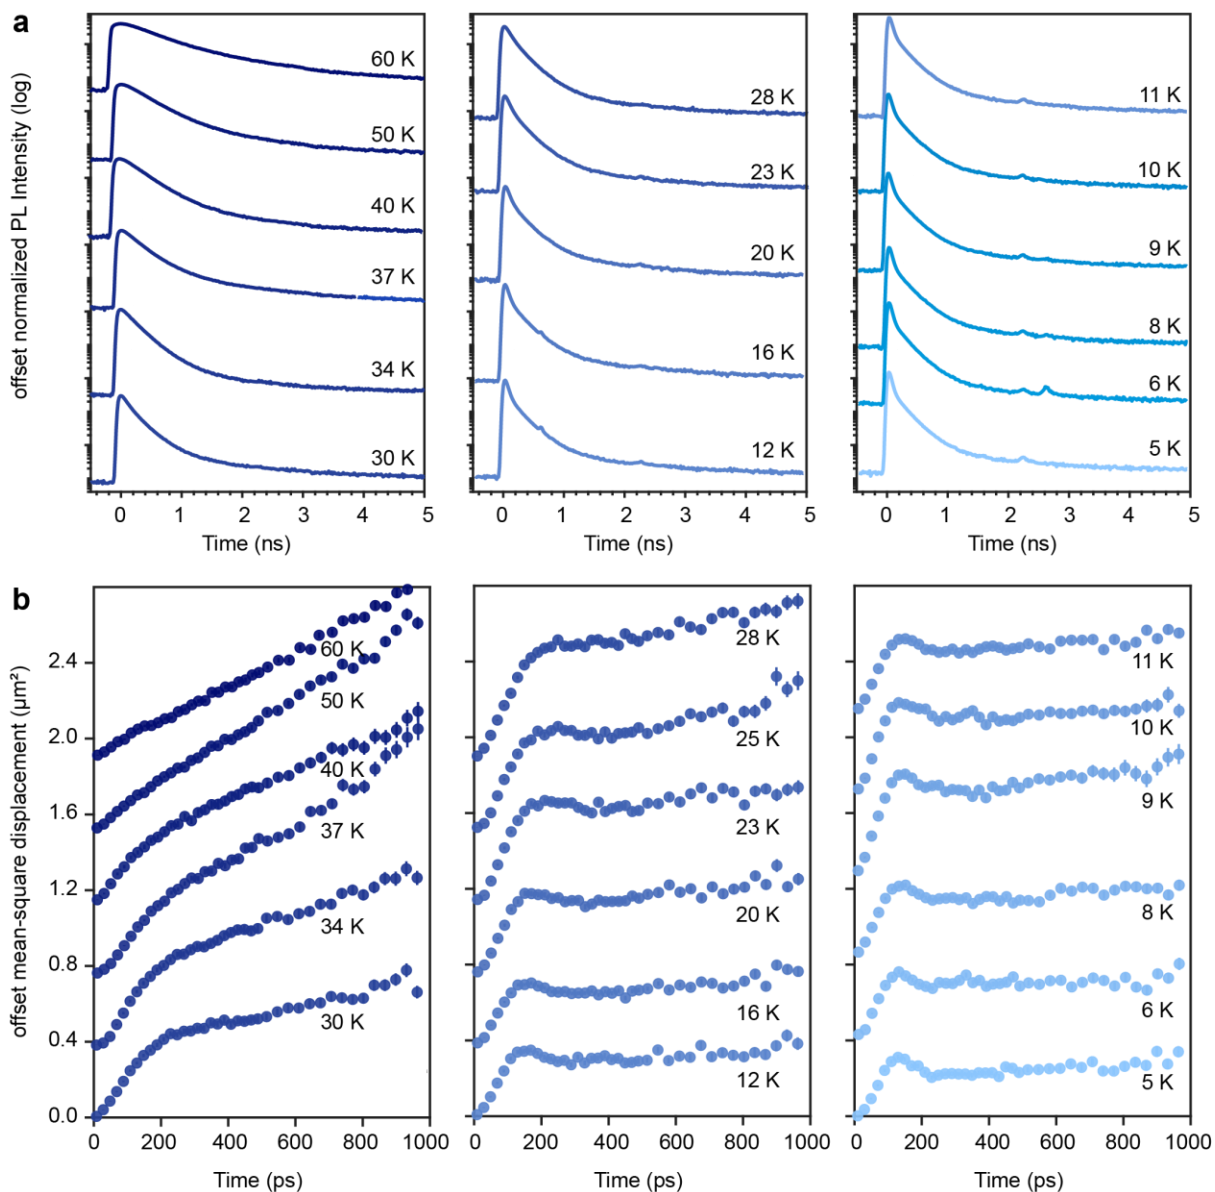 a
offset normalized PL Intensity (log)
60 K
50 K
40 K
37 K
34 K
30 K
0 1 2 3 4 5
Time (ns)
28 K
23 K
20 K
16 K
12 K
0 1 2 3 4 5
Time (ns)
11 K
10 K
9 K
8 K
6 K
5 K
0 1 2 3 4 5
Time (ns)
b
offset mean-square displacement (µm²)
2.4
2.0
1.6
1.2
0.8
0.4
0.0
60 K
50 K
40 K
37 K
34 K
30 K
0 200 400 600 800 1000
Time (ps)
28 K
25 K
23 K
20 K
16 K
12 K
0 200 400 600 800 1000
Time (ps)
11 K
10 K
9 K
8 K
6 K
5 K
0 200 400 600 800 1000
Time (ps)